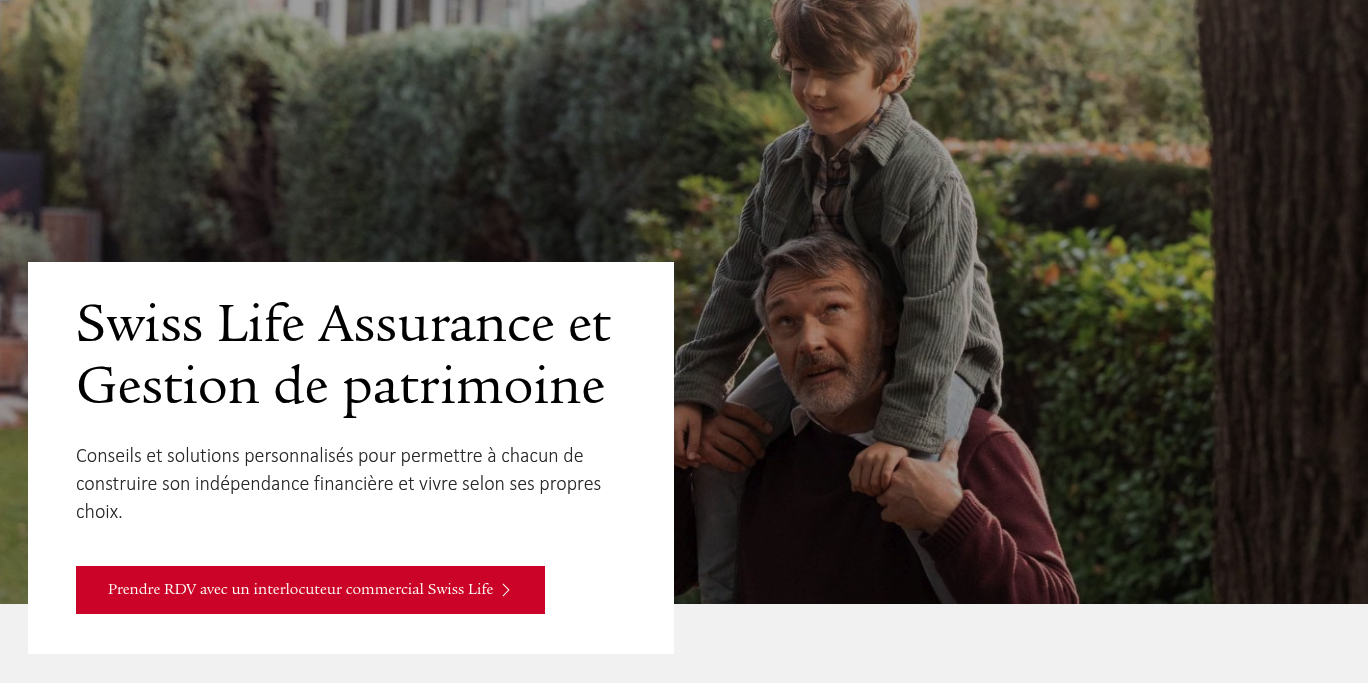 Swiss Life Assurance et
Gestion de patrimoine
Conseils et solutions personnalisés pour permettre à chacun de
construire son indépendance financière et vivre selon ses propres
choix.
Prendre RDV avec un interlocuteur commercial Swiss Life